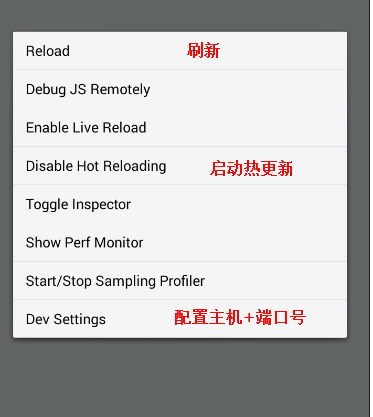 Reload 刷新
Debug JS Remotely
Enable Live Reload
Disable Hot Reloading 启动热更新
Toggle Inspector
Show Perf Monitor
Start/Stop Sampling Profiler
Dev Settings 配置主机+端口号